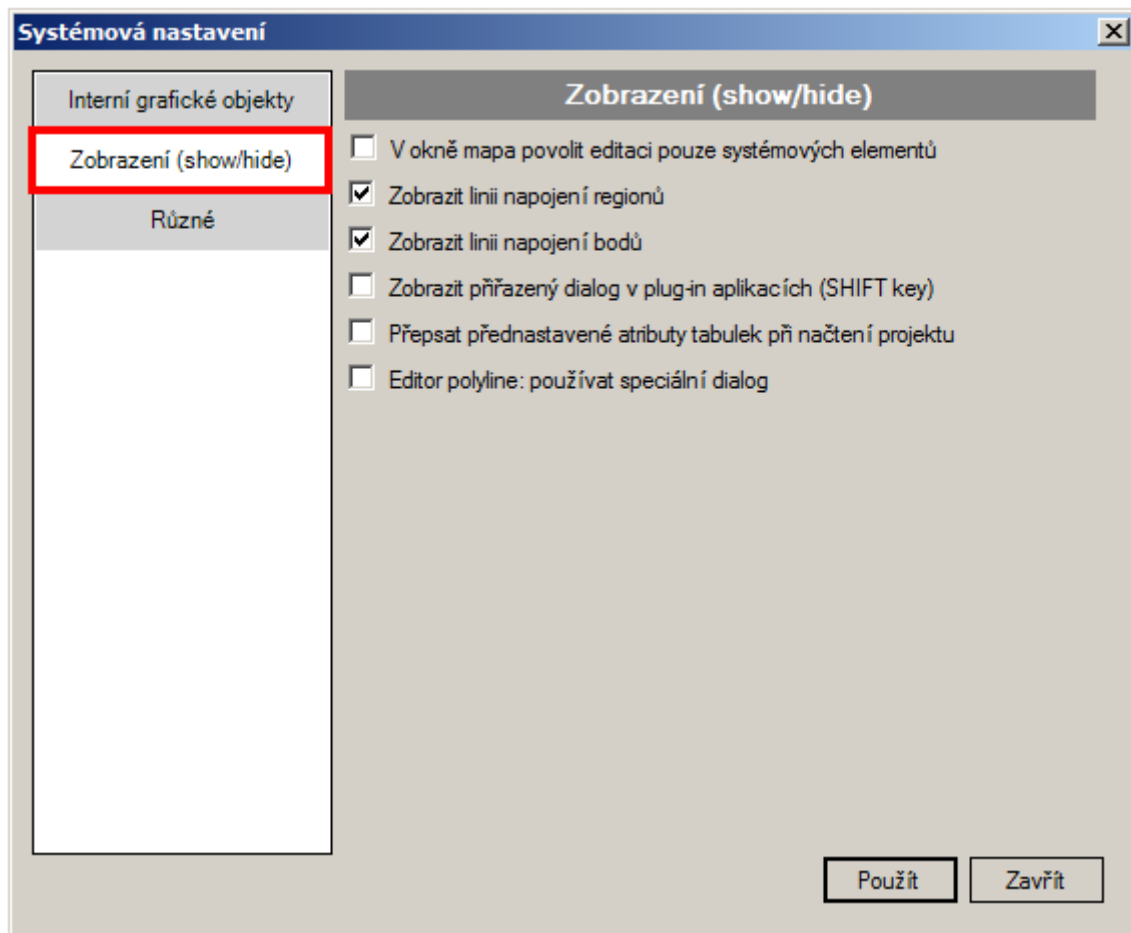 Systémová nastavení
Interní grafické objekty
Zobrazení (show/hide)
Různé
Zobrazení (show/hide)
V okně mapa povolit editaci pouze systémových elementů
Zobrazit linii napojení regionů
Zobrazit linii napojení bodů
Zobrazit přiřazený dialog v plug-in aplikacích (SHIFT key)
Přepsat přednastavené atributy tabulek při načtení projektu
Editor polyline: používat speciální dialog
Použít
Zavřít